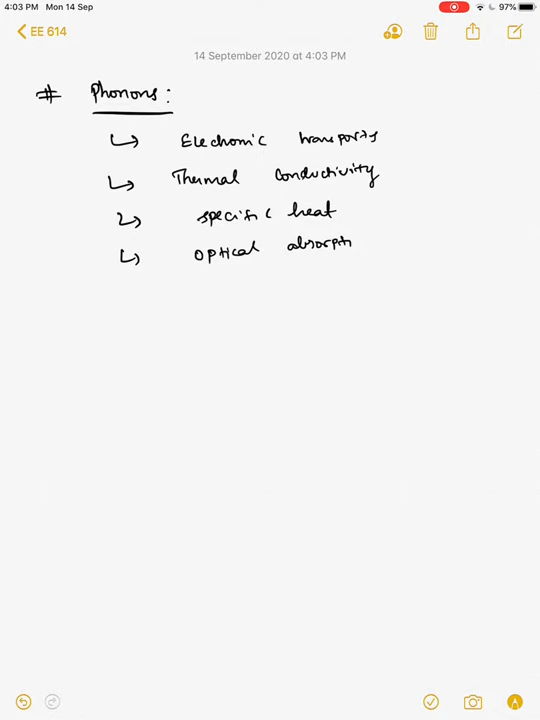 4:03 PM Mon 14 Sep 97%
EE 614
14 September 2020 at 4:03 PM
# Phonons:
↳ Electronic transports
↳ Thermal conductivity
↳ specific heat
↳ optical absorpti